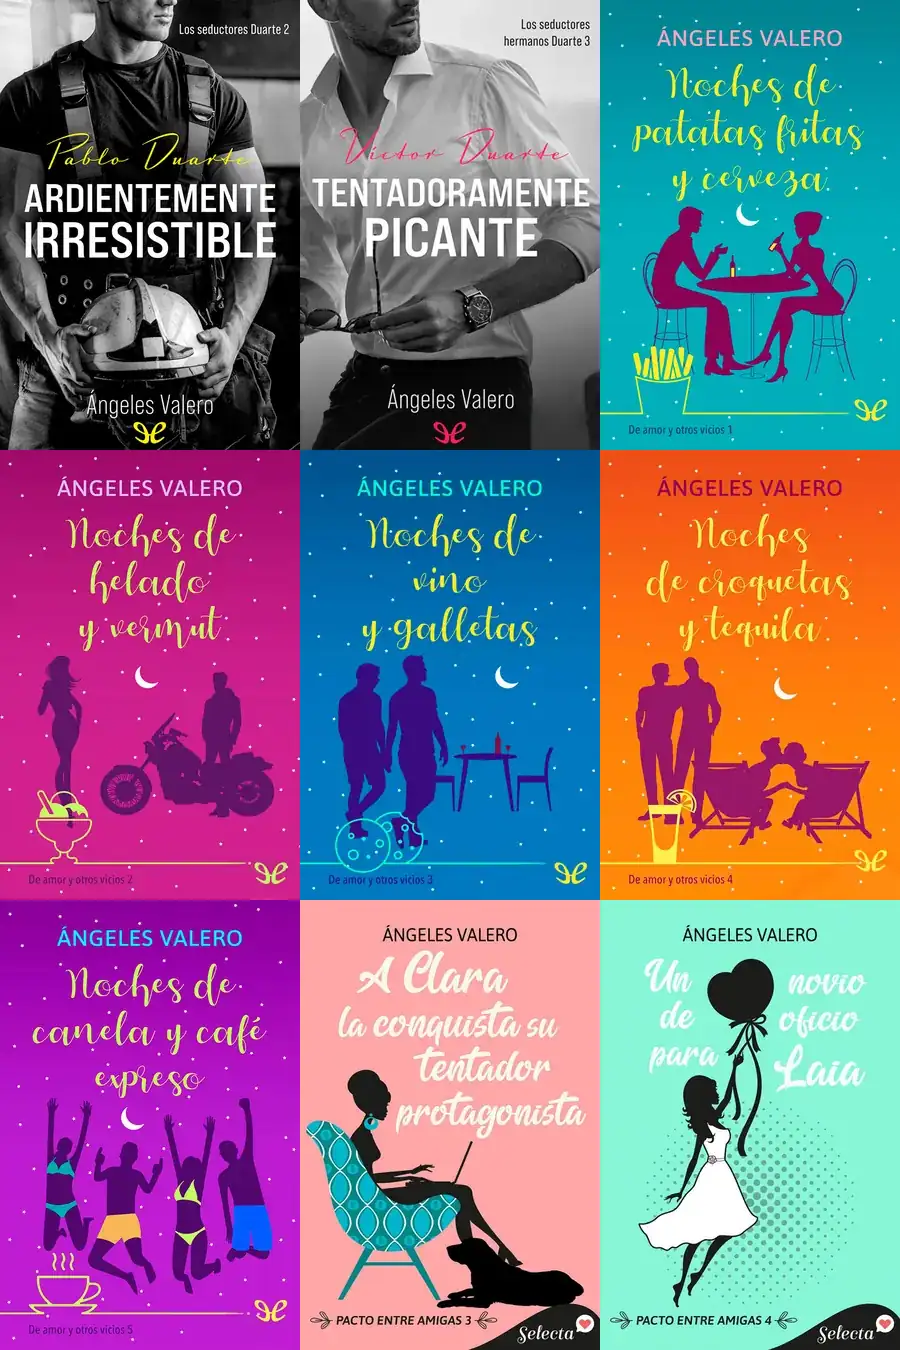 Los seductores Duarte 2
Pablo Duarte
ARDIENTEMENTE
IRRESISTIBLE
Ángeles Valero
Los seductores
hermanos Duarte 3
Víctor Duarte
TENTADORAMENTE
PICANTE
Ángeles Valero
ÁNGELES VALERO
Noches de
patatas fritas
y cerveza
De amor y otros vicios 1
ÁNGELES VALERO
Noches de
helado
y vermut
De amor y otros vicios 2
ÁNGELES VALERO
Noches de
vino
y galletas
De amor y otros vicios 3
ÁNGELES VALERO
Noches
de croquetas
y tequila
De amor y otros vicios 4
ÁNGELES VALERO
Noches de
canela y café
expreso
De amor y otros vicios 5
ÁNGELES VALERO
A Clara
la conquista su
tentador
protagonista
PACTO ENTRE AMIGAS 3
Selecta
ÁNGELES VALERO
Un novio
de oficio
para Laia
PACTO ENTRE AMIGAS 4
Selecta